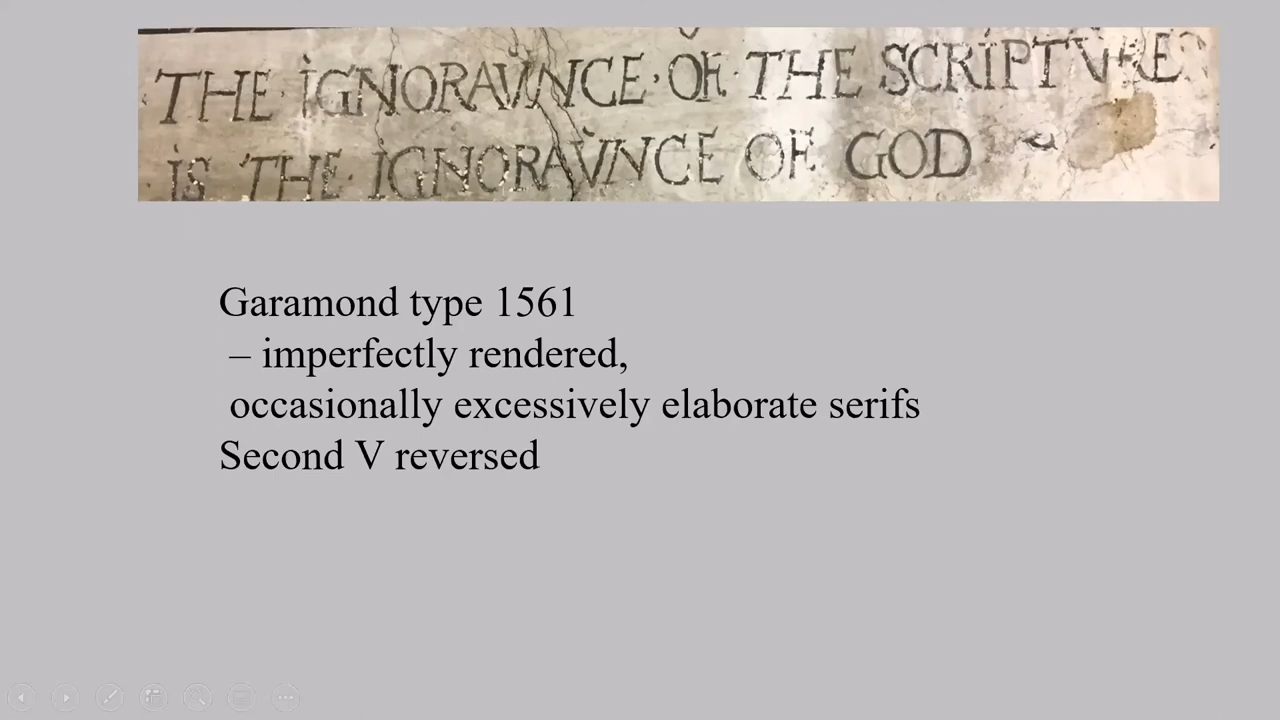 THE IGNORAVNCE·OF·THE SCRIPTVRES
IS THE IGNORAVNCE OF GOD
Garamond type 1561
– imperfectly rendered,
occasionally excessively elaborate serifs
Second V reversed